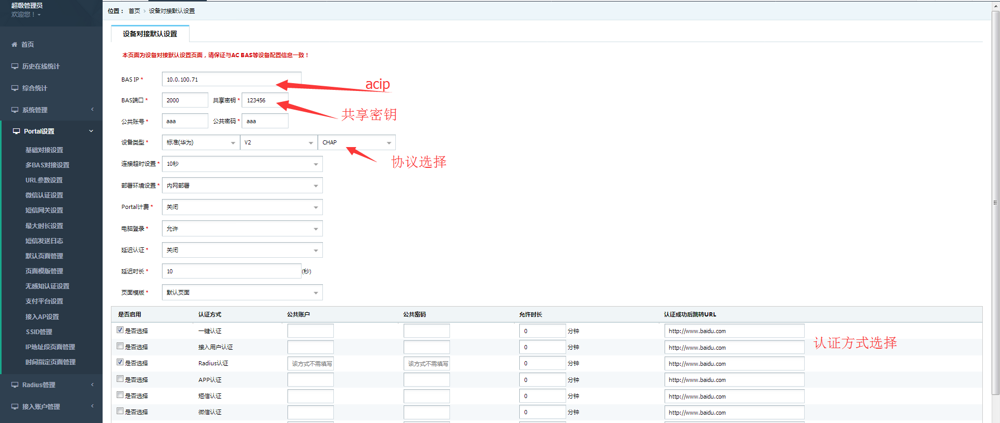 超级管理员
欢迎您！
首页
历史在线统计
综合统计
系统管理
Portal设置
基础对接设置
多BAS对接设置
URL参数设置
微信认证设置
短信网关设置
最大时长设置
短信发送日志
默认页面管理
页面模版管理
无感知认证设置
支付平台设置
接入AP设置
SSID管理
IP地址段页面管理
时间指定页面管理
Radius管理
接入账户管理
位置： 首页 › 设备对接默认设置
设备对接默认设置
本页面为设备对接默认设置页面，请保证与AC BAS等设备配置信息一致！
BAS IP * 10.0.100.71
acip
BAS端口 * 2000 共享密钥 * 123456
共享密钥
公共账号 * aaa 公共密码 * aaa
设备类型 * 标准(华为) V2 CHAP
协议选择
连接超时设置 * 10秒
部署环境设置 * 内网部署
Portal计费 * 关闭
电脑登录 * 允许
延迟认证 * 关闭
延迟时长 * 10 (秒)
页面模版 * 默认页面
是否启用 认证方式 公共账户 公共密码 允许时长 认证成功后跳转URL
是否选择 一键认证 0 分钟 http://www.baidu.com
认证方式选择
是否选择 接入用户认证 0 分钟 http://www.baidu.com
是否选择 Radius认证 该方式不需填写 该方式不需填写 0 分钟 http://www.baidu.com
是否选择 APP认证 0 分钟 http://www.baidu.com
是否选择 短信认证 0 分钟 http://www.baidu.com
是否选择 微信认证 0 分钟 http://www.baidu.com